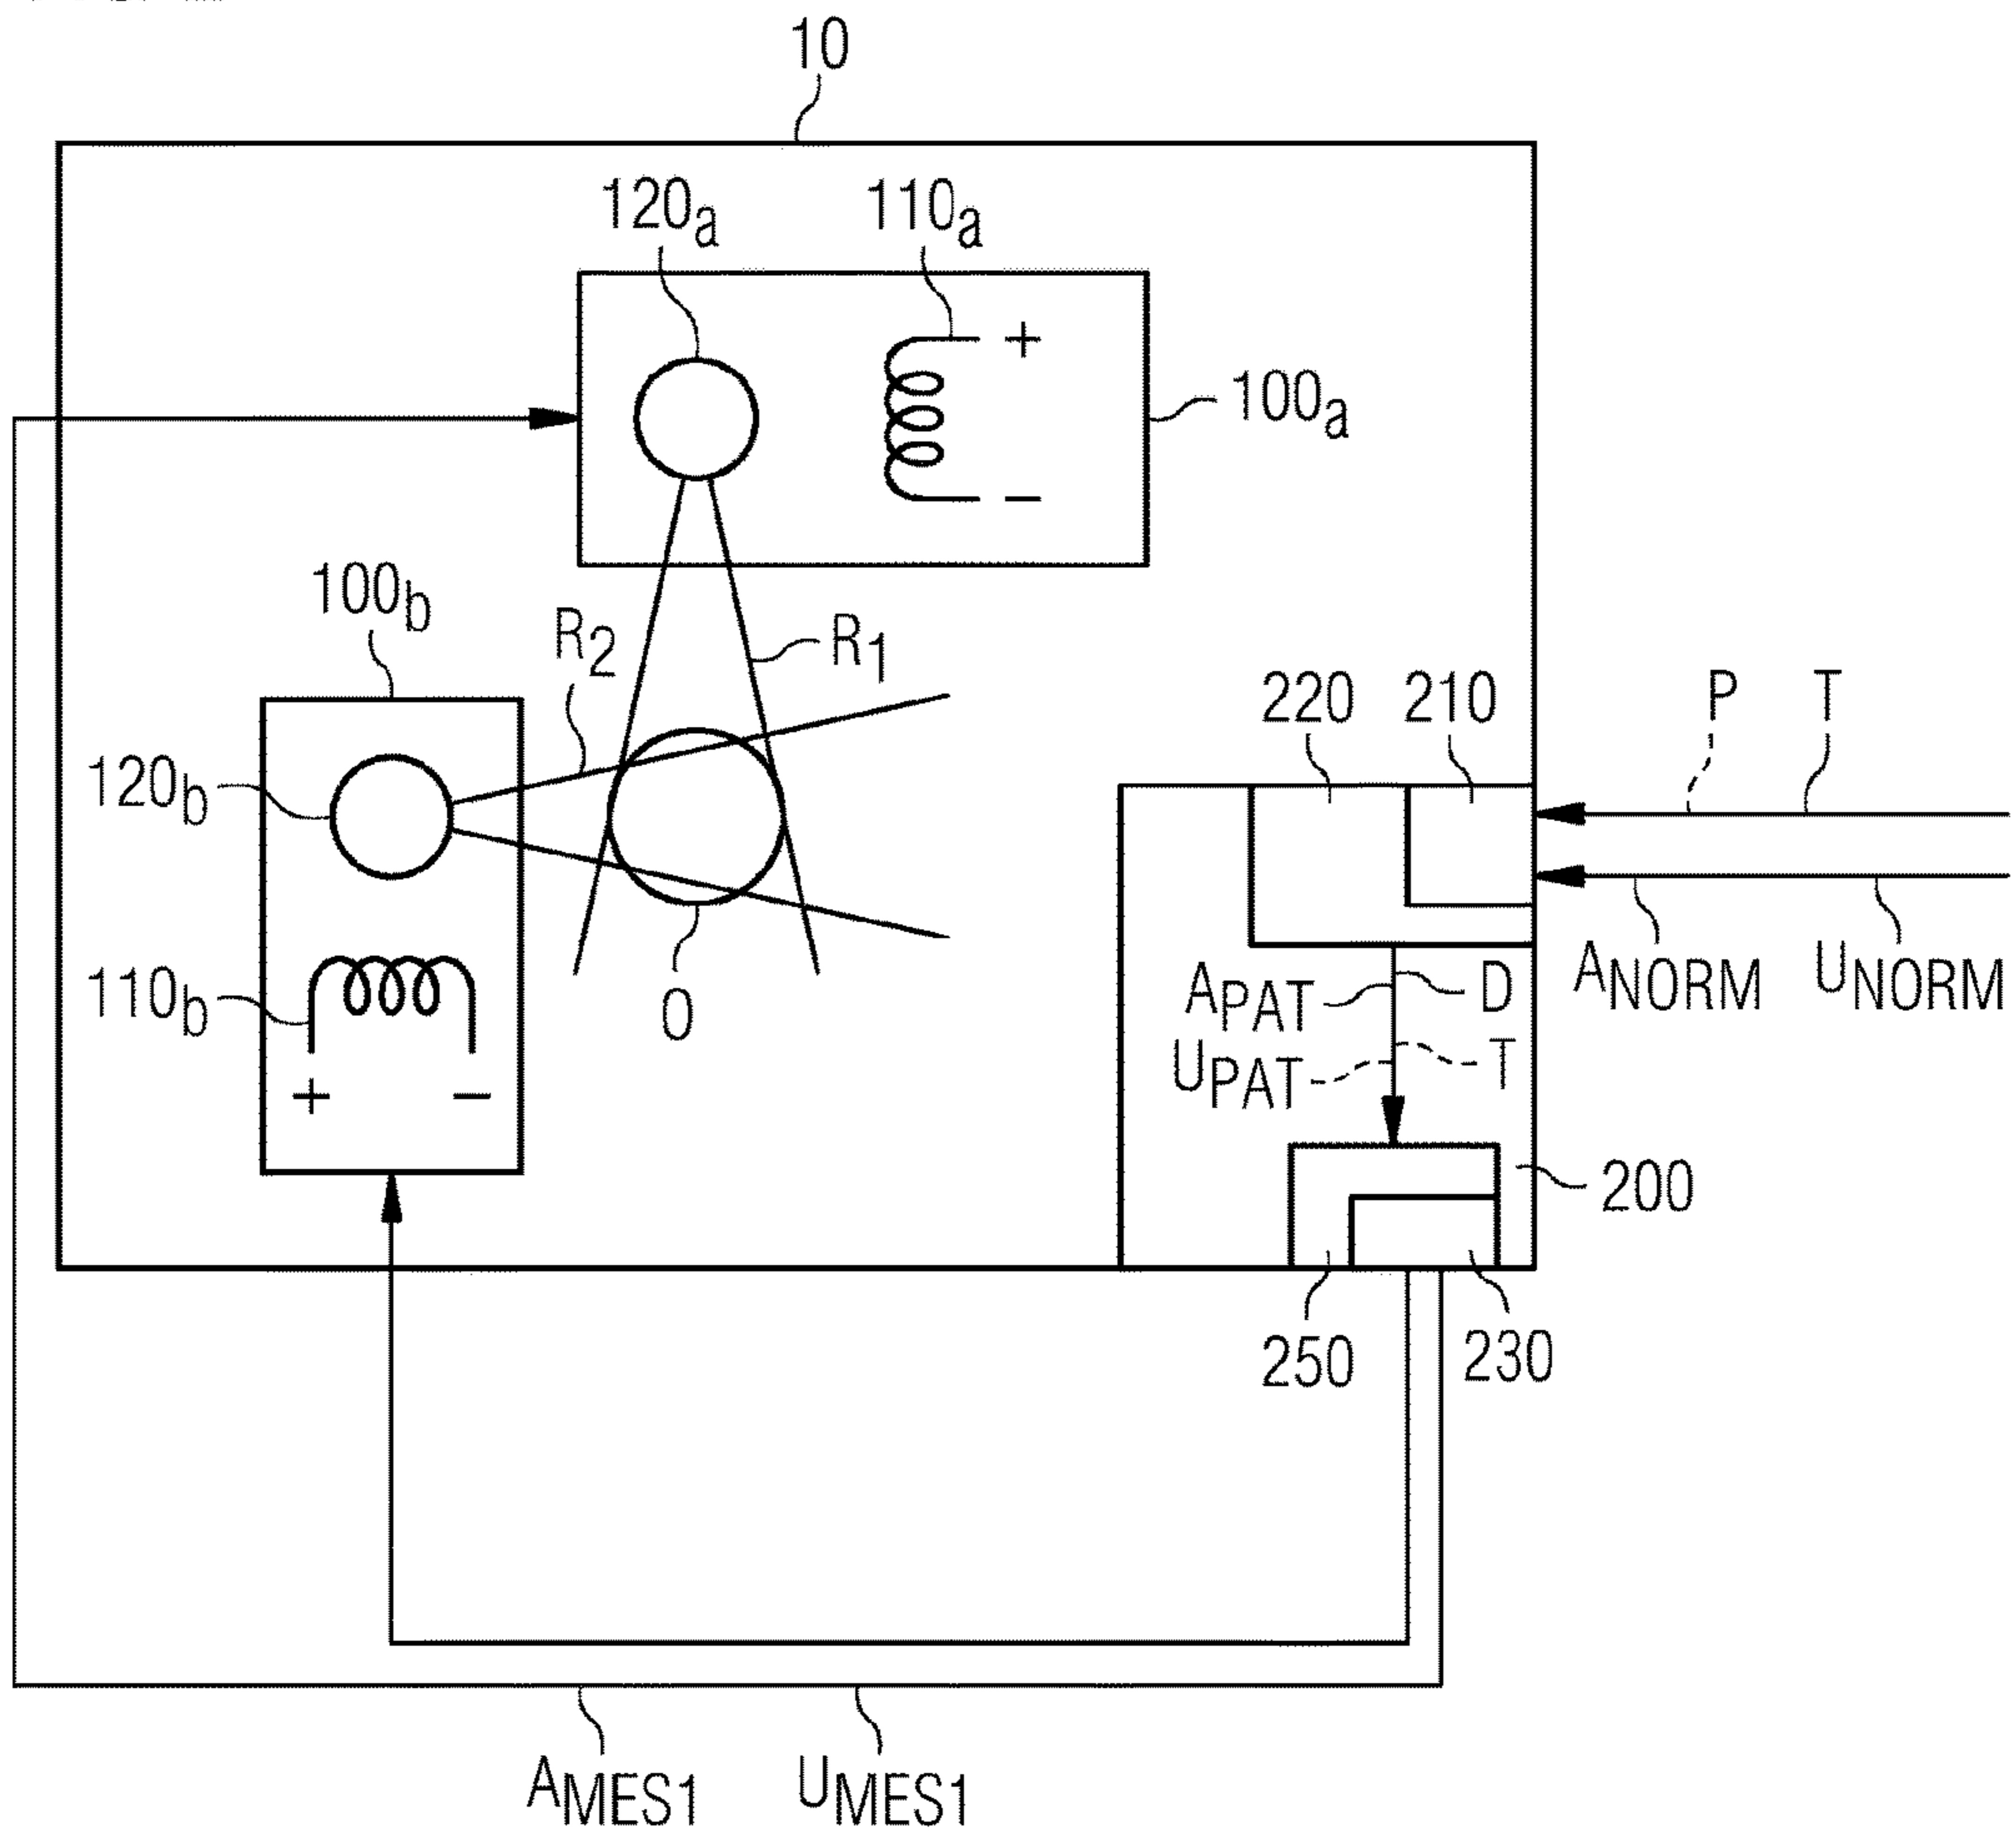 10
120a 110a
+
100a
−
100b
R2 R1
220 210 P T
120b
ANORM UNORM
APAT D
110b O
UPAT T
+ −
200
250 230
AMES1 UMES1